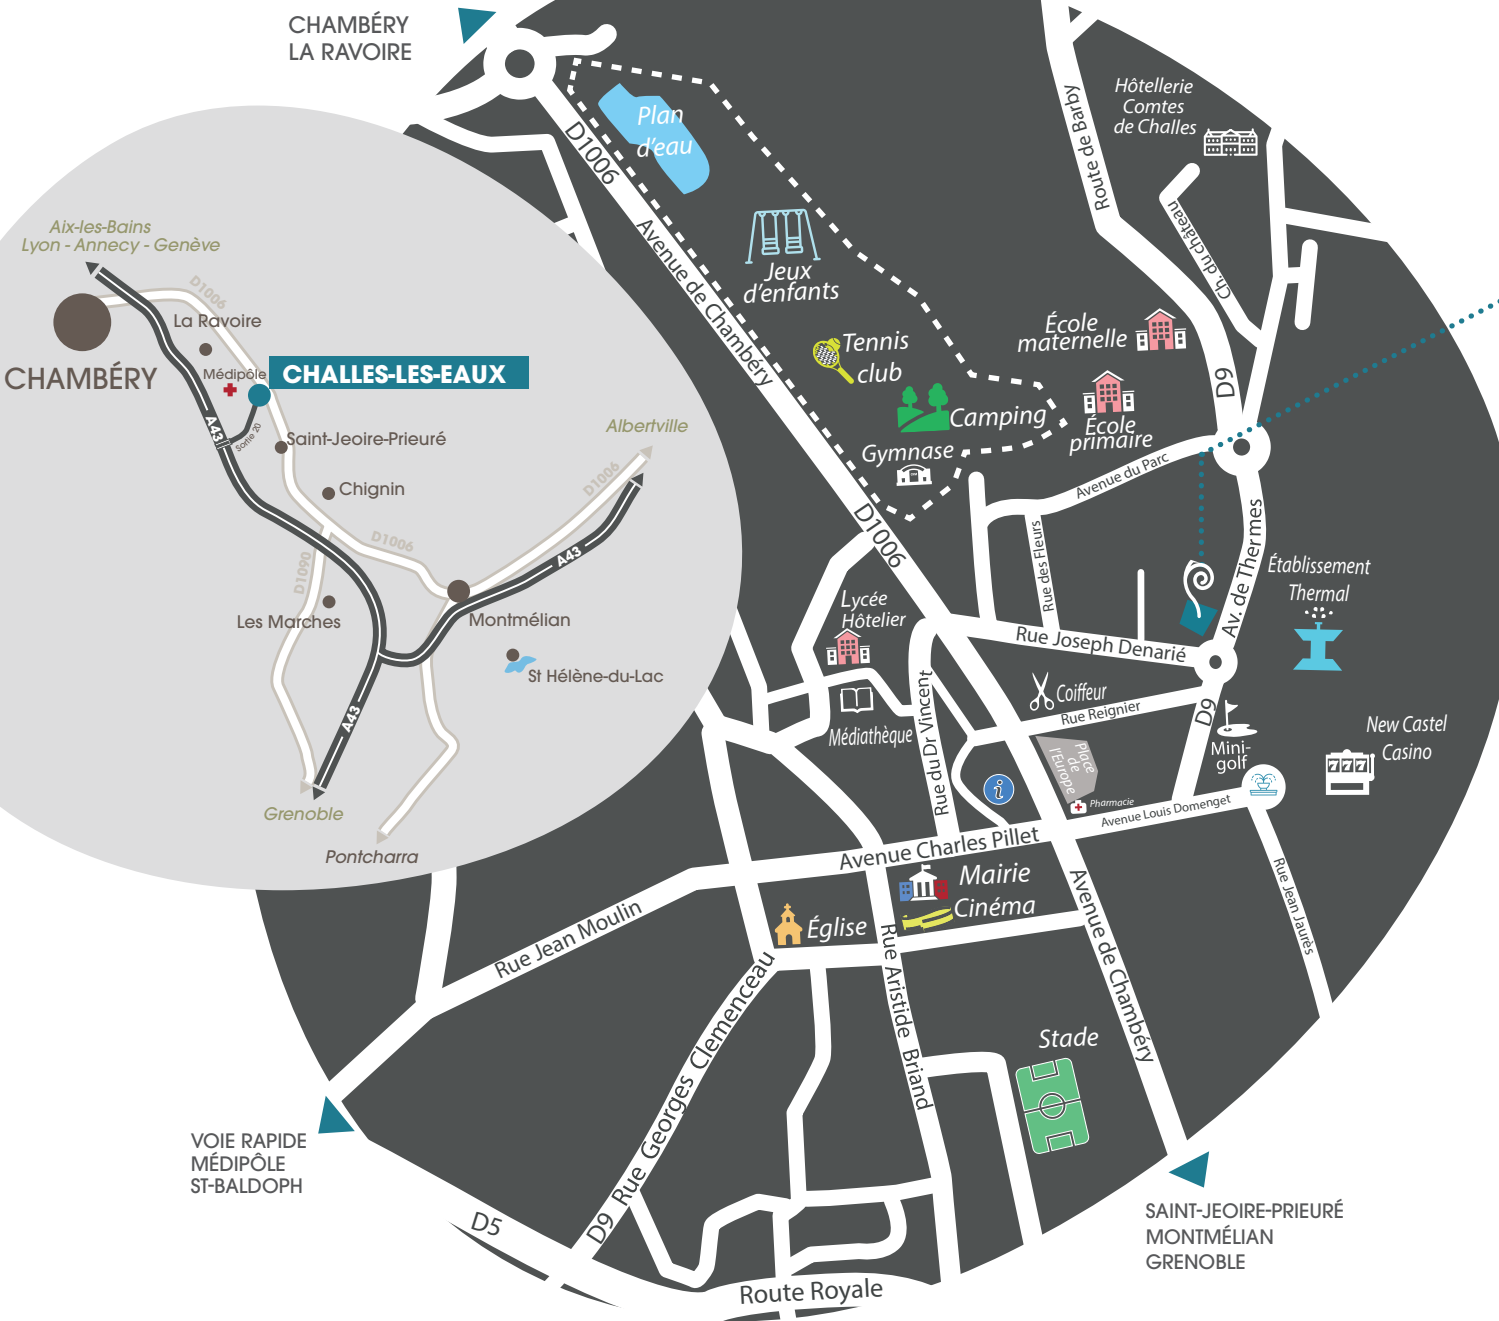 CHAMBÉRY
LA RAVOIRE
Plan
d'eau
D1006
Avenue de Chambéry
Jeux
d'enfants
Tennis
club
Camping
Gymnase
D1006
Route de Barby
Hôtellerie
Comtes
de Challes
Ch. du château
École
maternelle
École
primaire
D9
Avenue du Parc
Rue des Fleurs
Av. de Thermes
Établissement
Thermal
Rue Joseph Denarié
Lycée
Hôtelier
Médiathèque
Rue du Dr Vincent
Coiffeur
Rue Reignier
D9
Mini-
golf
New Castel
Casino
777
Place
de
l'Europe
i
Pharmacie
Avenue Louis Domenget
Avenue Charles Pillet
Mairie
Cinéma
Église
Rue Jean Moulin
Rue Aristide Briand
Avenue de Chambéry
Rue Jean Jaurès
Stade
D9 Rue Georges Clemenceau
D5
Route Royale
VOIE RAPIDE
MÉDIPÔLE
ST-BALDOPH
SAINT-JEOIRE-PRIEURÉ
MONTMÉLIAN
GRENOBLE
Aix-les-Bains
Lyon - Annecy - Genève
D1006
La Ravoire
CHAMBÉRY
Médipôle
CHALLES-LES-EAUX
A43
Sortie 20
Saint-Jeoire-Prieuré
Chignin
Albertville
D1006
D1006
A43
D1090
Les Marches
Montmélian
St Hélène-du-Lac
A43
Grenoble
Pontcharra